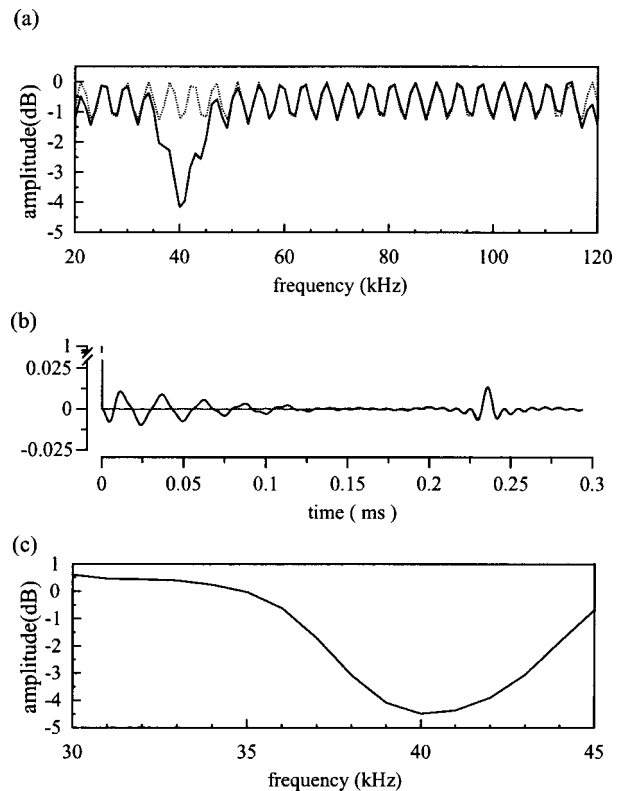 (a)
0
-1
-2
-3
-4
-5
amplitude(dB)
20 40 60 80 100 120
frequency (kHz)
(b)
1
0.025
0
-0.025
0 0.05 0.1 0.15 0.2 0.25 0.3
time ( ms )
(c)
1
0
-1
-2
-3
-4
-5
amplitude(dB)
30 35 40 45
frequency (kHz)